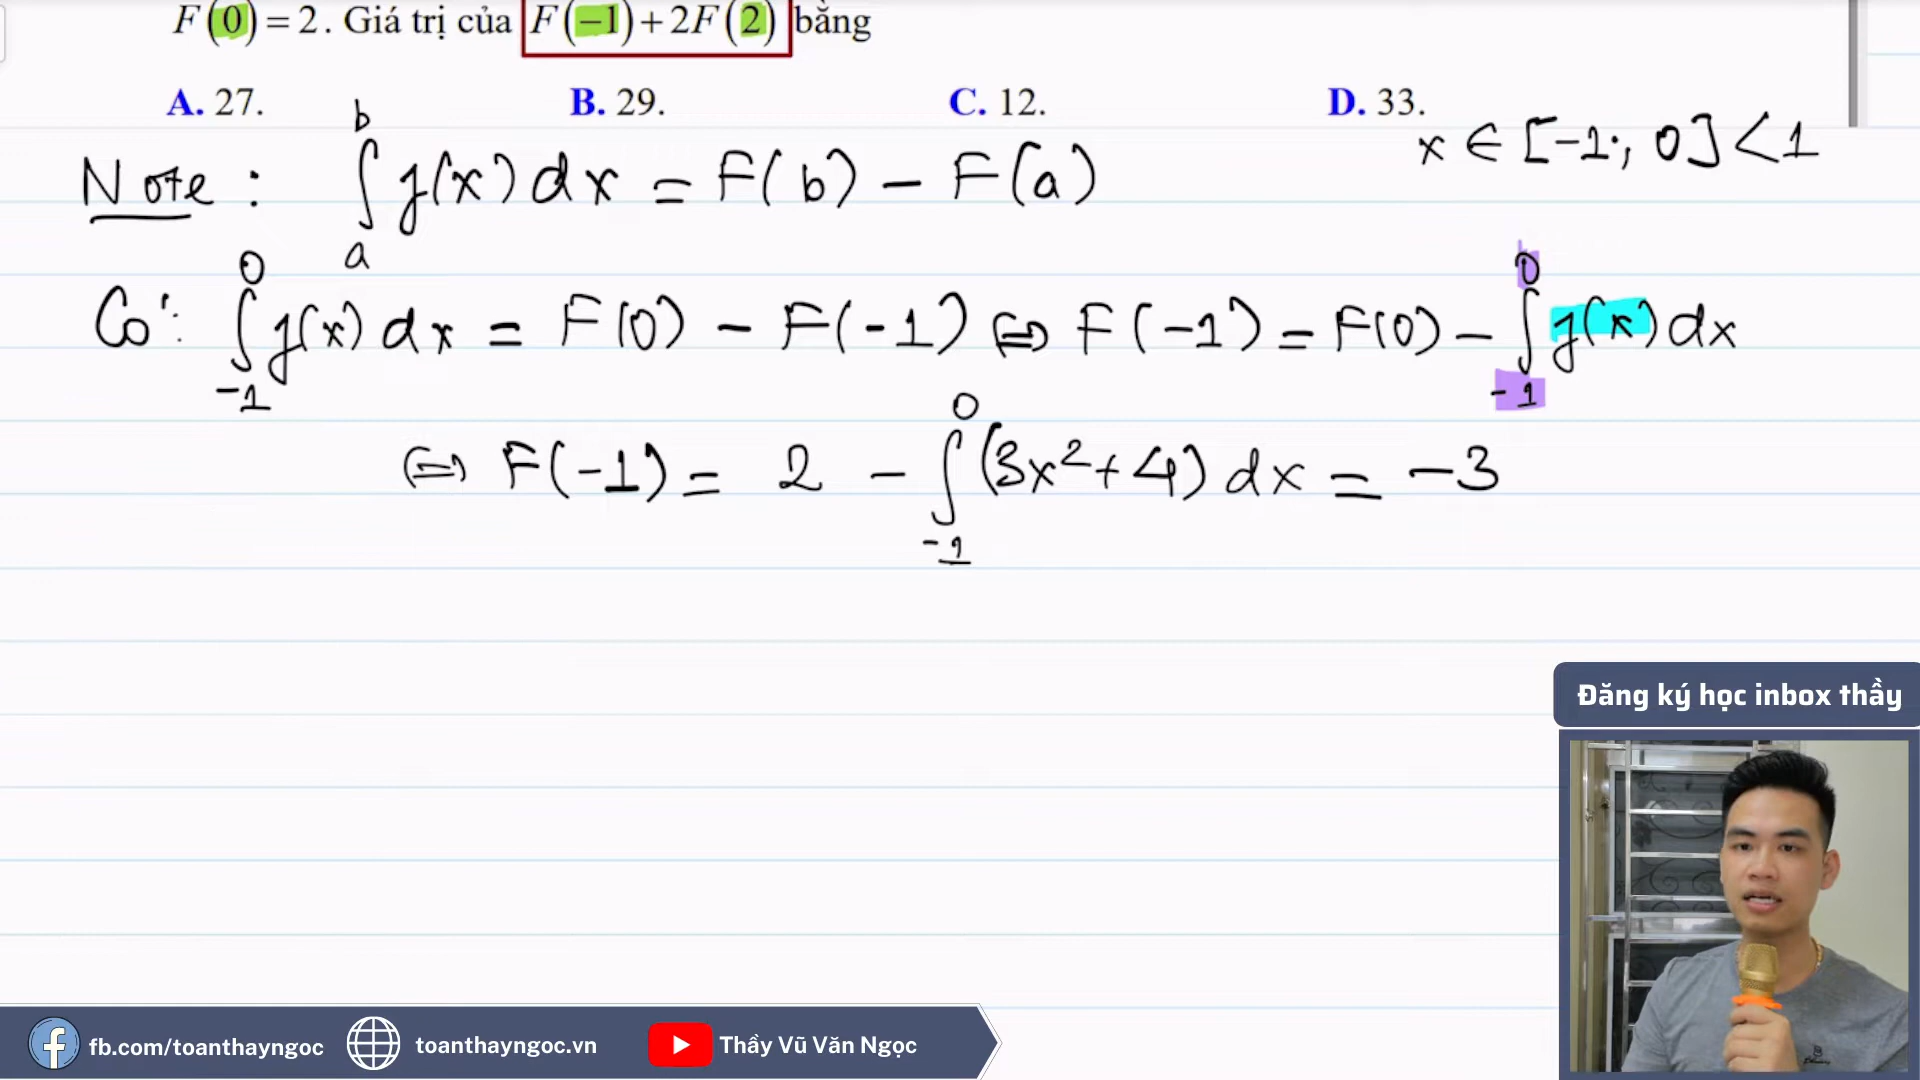 F(0) = 2. Giá trị của F(−1) + 2F(2) bằng
A. 27. B. 29. C. 12. D. 33.
x ∈ [-1; 0] < 1
Note: ∫_a^b f(x) dx = F(b) − F(a)
Có: ∫_{-1}^0 f(x) dx = F(0) − F(-1) ⇔ F(-1) = F(0) − ∫_{-1}^0 f(x) dx
⇔ F(-1) = 2 − ∫_{-1}^0 (3x² + 4) dx = −3
Đăng ký học inbox thầy
fb.com/toanthayngoc toanthayngoc.vn Thầy Vũ Văn Ngọc